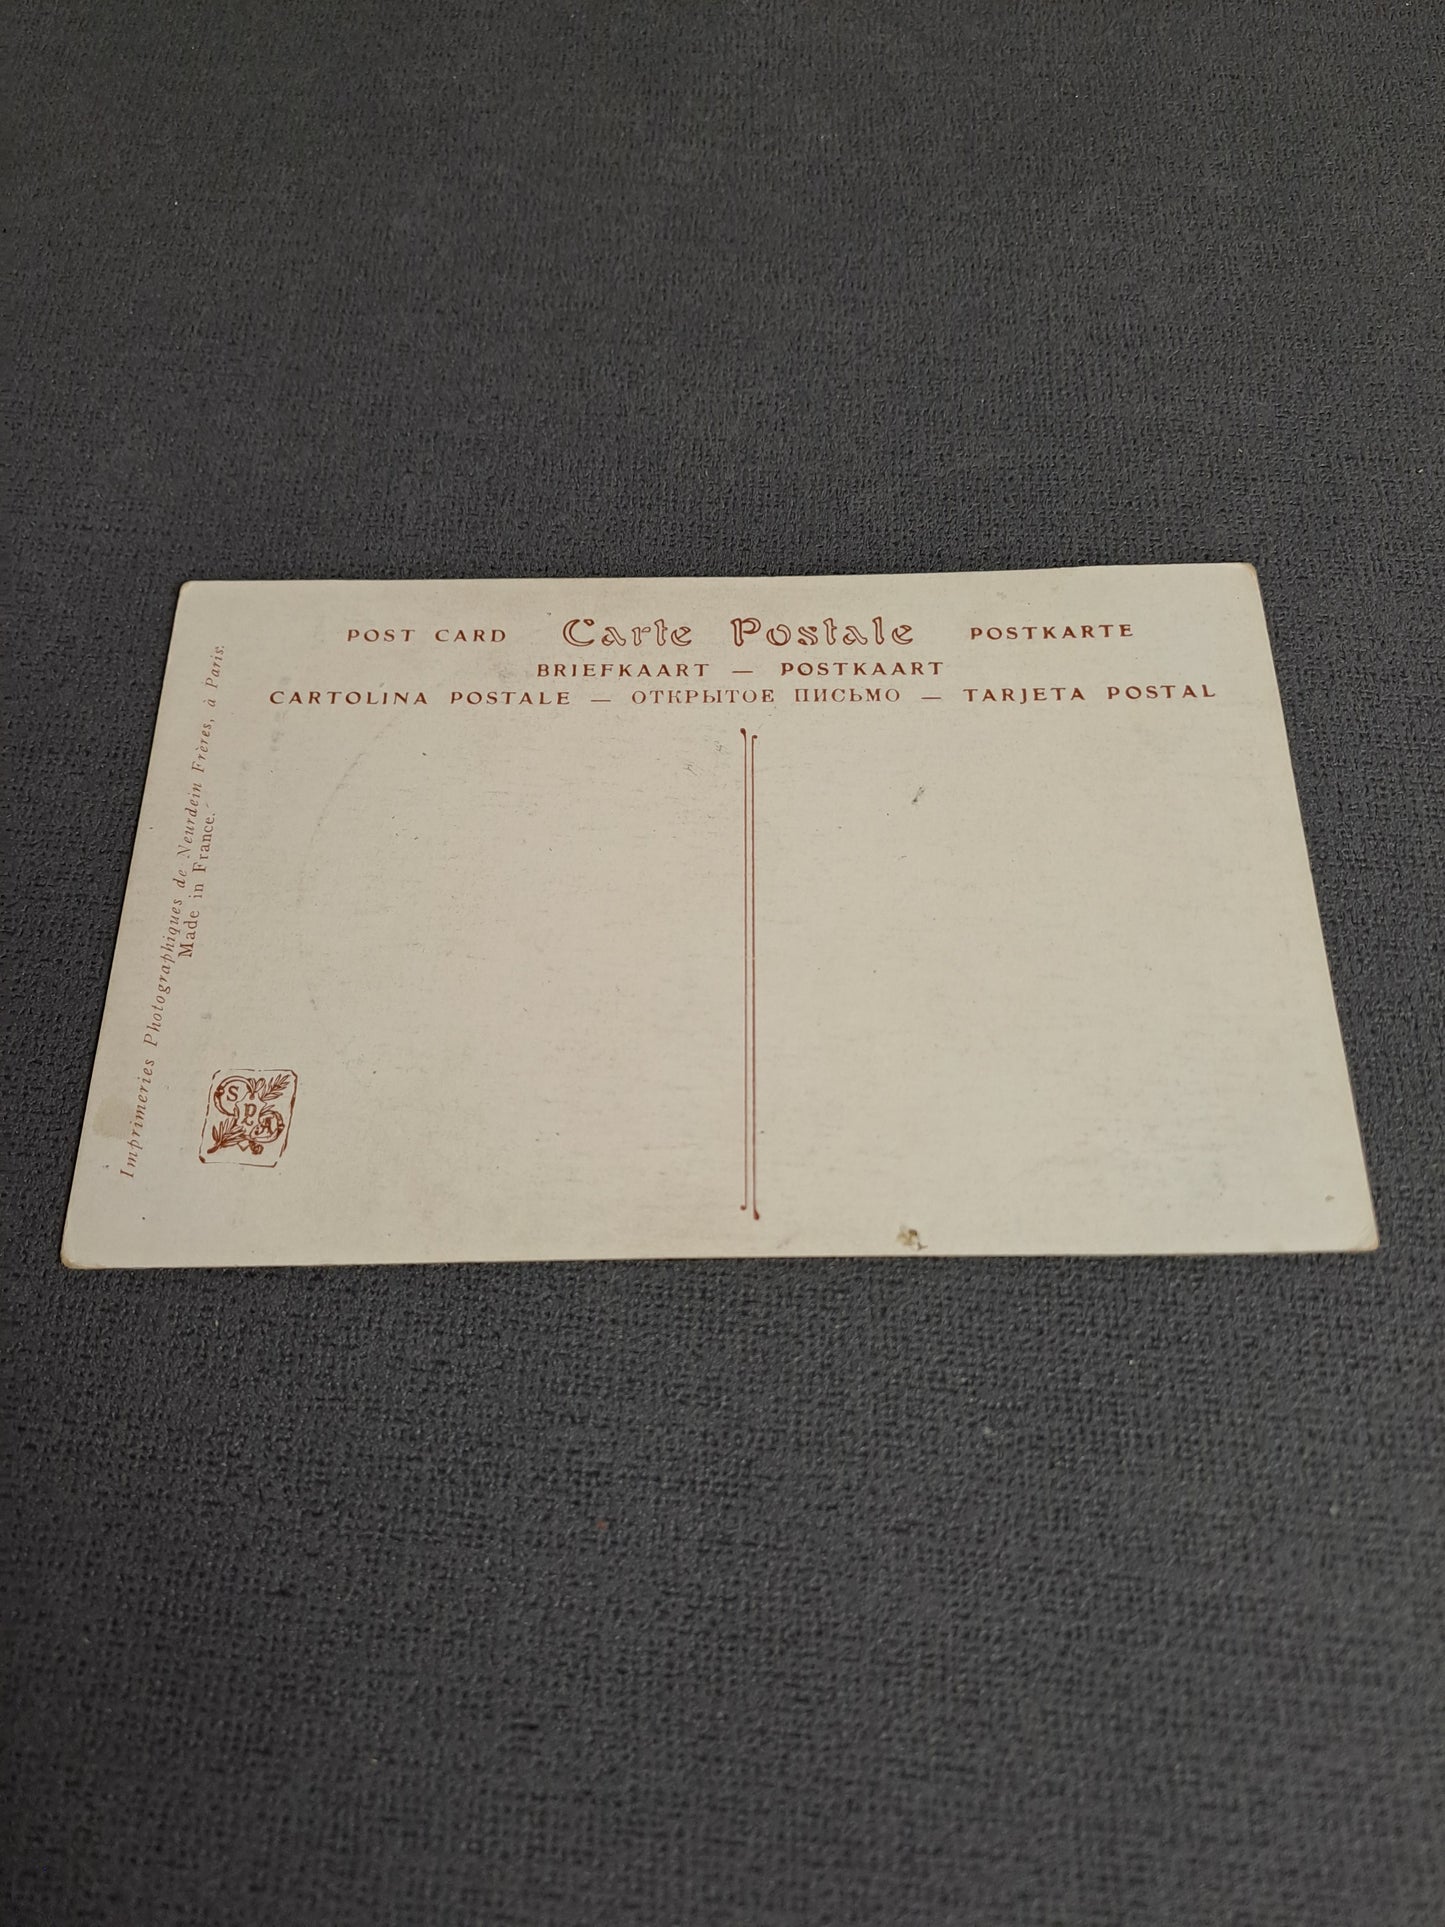 POST CARD Carte Postale POSTKARTE
BRIEFKAART — POSTKAART
CARTOLINA POSTALE — ОТКРЫТОЕ ПИСЬМО — TARJETA POSTAL
Imprimeries Photographiques de Neurdein Frères, à Paris.
Made in France.
S
D
A